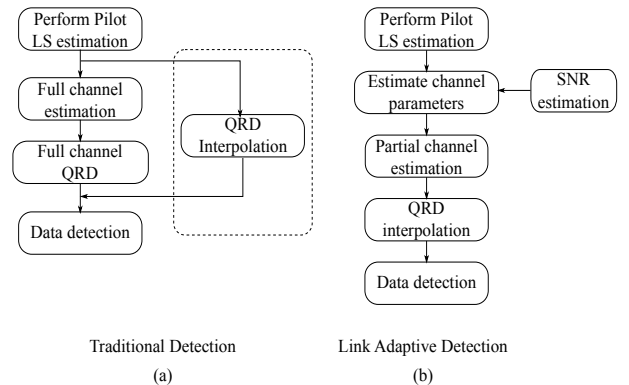 Perform Pilot
LS estimation
Full channel
estimation
Full channel
QRD
Data detection
QRD
Interpolation
Traditional Detection
(a)
Perform Pilot
LS estimation
Estimate channel
parameters
SNR
estimation
Partial channel
estimation
QRD
interpolation
Data detection
Link Adaptive Detection
(b)